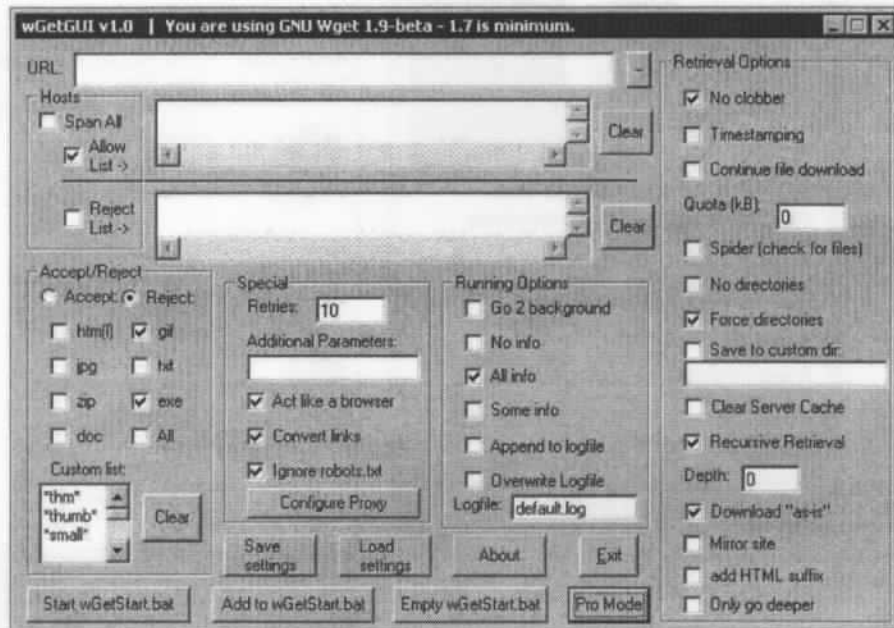 wGetGUI v1.0 | You are using GNU Wget 1.9-beta - 1.7 is minimum.
URL:
Hosts
Span All
Allow
List ->
Clear
Reject
List ->
Clear
Accept/Reject
Accept: Reject:
htm(l) gif
jpg txt
zip exe
doc All
Custom list:
*thm*
*thumb*
*small*
Clear
Special
Retries: 10
Additional Parameters:
Act like a browser
Convert links
Ignore robots.txt
Configure Proxy
Running Options
Go 2 background
No info
All info
Some info
Append to logfile
Overwrite Logfile
Logfile: default.log
Retrieval Options
No clobber
Timestamping
Continue file download
Quota (kB): 0
Spider (check for files)
No directories
Force directories
Save to custom dir:
Clear Server Cache
Recursive Retrieval
Depth: 0
Download "as-is"
Mirror site
add HTML suffix
Only go deeper
Save
settings
Load
settings
About
Exit
Start wGetStart.bat
Add to wGetStart.bat
Empty wGetStart.bat
Pro Mode